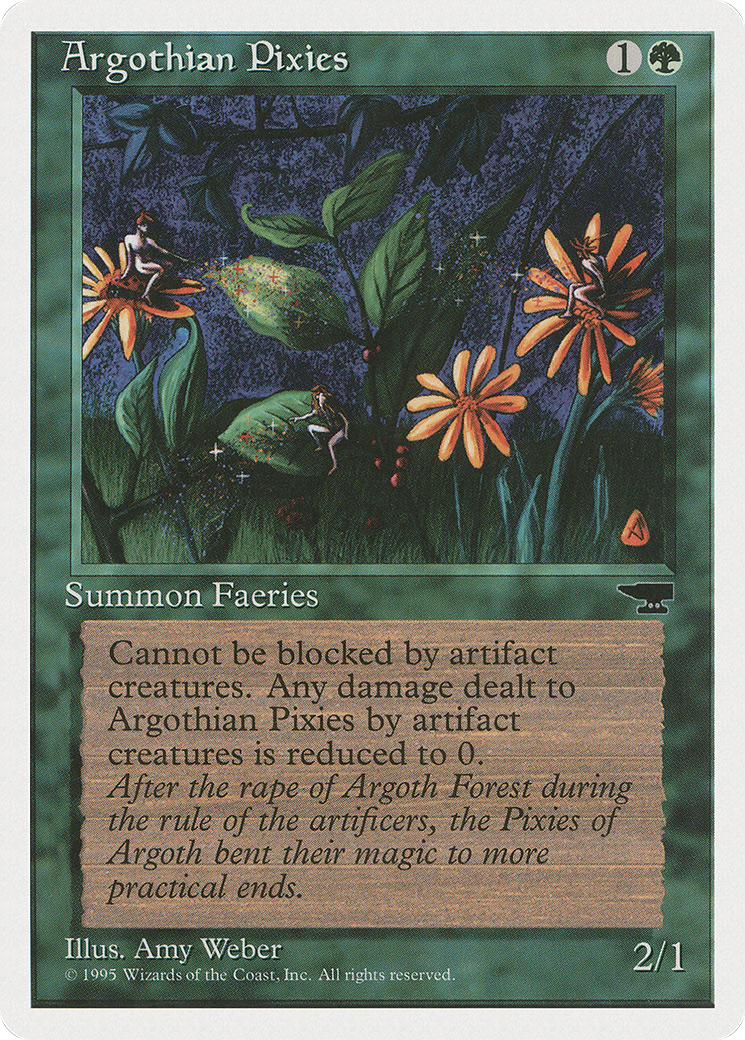 Argothian Pixies
1
Summon Faeries
Cannot be blocked by artifact
creatures. Any damage dealt to
Argothian Pixies by artifact
creatures is reduced to 0.
After the rape of Argoth Forest during
the rule of the artificers, the Pixies of
Argoth bent their magic to more
practical ends.
Illus. Amy Weber
2/1
© 1995 Wizards of the Coast, Inc. All rights reserved.